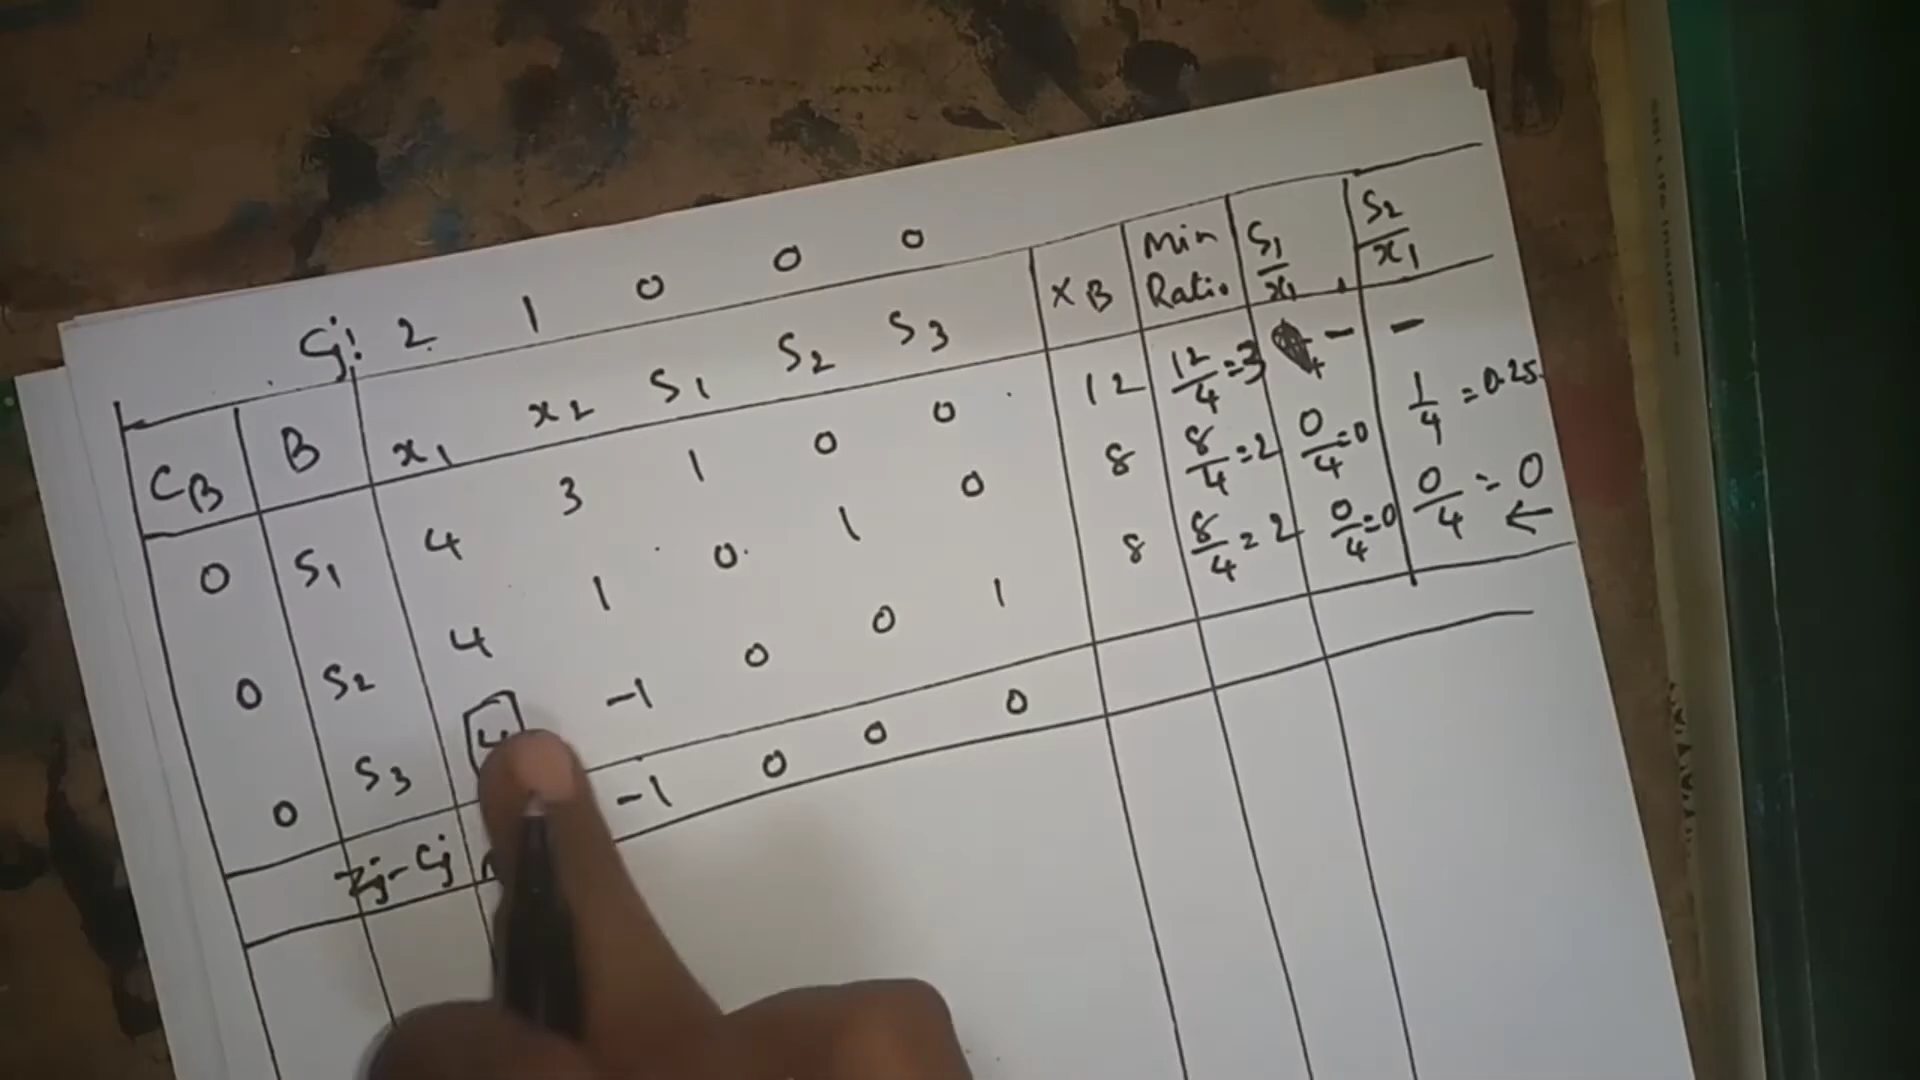 Cj: 2 1 0 0 0
CB B x1 x2 S1 S2 S3 XB Min Ratio S1/x1 S2/x1
0 S1 4 3 1 0 0 12 12/4=3 - -
0 S2 4 1 0 1 0 8 8/4=2 0/4=0 1/4=0.25
0 S3 4 -1 0 0 1 8 8/4=2 0/4=0 0/4=0 ←
Zj-Cj -1 0 0 0